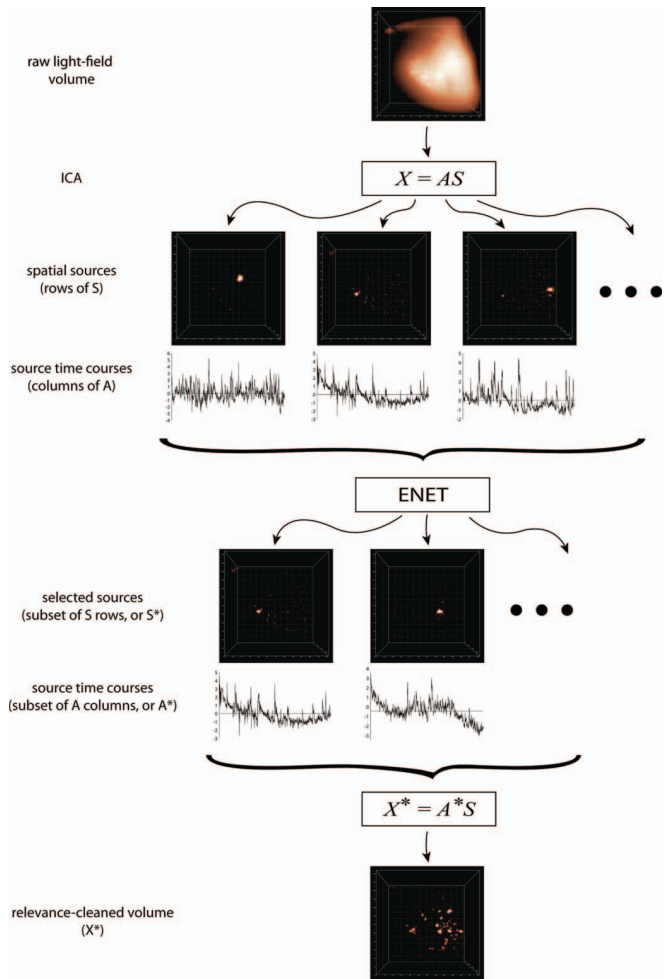 raw light-field
volume
ICA
X = AS
spatial sources
(rows of S)
source time courses
(columns of A)
ENET
selected sources
(subset of S rows, or S*)
source time courses
(subset of A columns, or A*)
X* = A*S
relevance-cleaned volume
(X*)